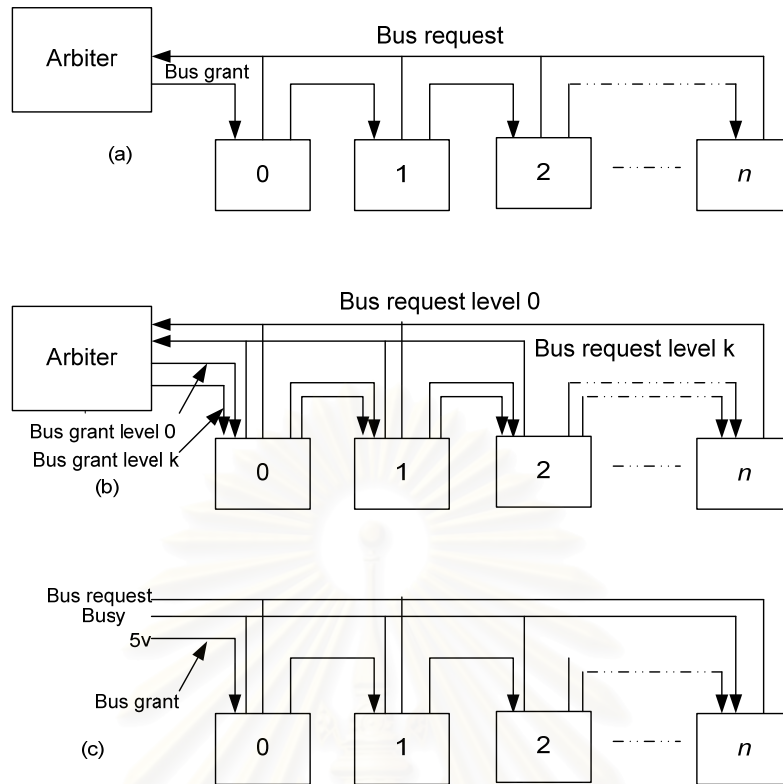 Arbiter
Bus request
Bus grant
(a)
0
1
2
n
Bus request level 0
Arbiter
Bus request level k
Bus grant level 0
Bus grant level k
(b)
0
1
2
n
Bus request
Busy
5v
Bus grant
(c)
0
1
2
n